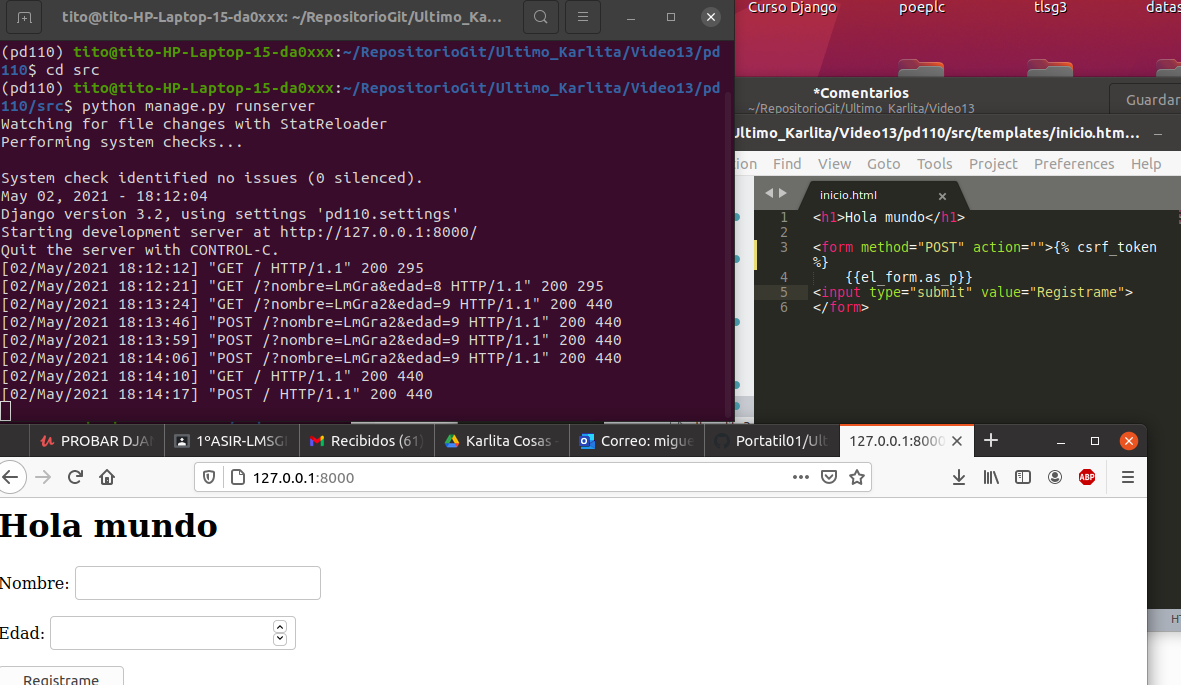 tito@tito-HP-Laptop-15-da0xxx: ~/RepositorioGit/Ultimo_Ka...
(pd110) tito@tito-HP-Laptop-15-da0xxx:~/RepositorioGit/Ultimo_Karlita/Video13/pd
110$ cd src
(pd110) tito@tito-HP-Laptop-15-da0xxx:~/RepositorioGit/Ultimo_Karlita/Video13/pd
110/src$ python manage.py runserver
Watching for file changes with StatReloader
Performing system checks...
System check identified no issues (0 silenced).
May 02, 2021 - 18:12:04
Django version 3.2, using settings 'pd110.settings'
Starting development server at http://127.0.0.1:8000/
Quit the server with CONTROL-C.
[02/May/2021 18:12:12] "GET / HTTP/1.1" 200 295
[02/May/2021 18:12:21] "GET /?nombre=LmGra&edad=8 HTTP/1.1" 200 295
[02/May/2021 18:13:24] "GET /?nombre=LmGra2&edad=9 HTTP/1.1" 200 440
[02/May/2021 18:13:46] "POST /?nombre=LmGra2&edad=9 HTTP/1.1" 200 440
[02/May/2021 18:13:59] "POST /?nombre=LmGra2&edad=9 HTTP/1.1" 200 440
[02/May/2021 18:14:06] "POST /?nombre=LmGra2&edad=9 HTTP/1.1" 200 440
[02/May/2021 18:14:10] "GET / HTTP/1.1" 200 440
[02/May/2021 18:14:17] "POST / HTTP/1.1" 200 440
Curso Django poeplc tlsg3 datas
*Comentarios
~/RepositorioGit/Ultimo_Karlita/Video13
Guardar
Ultimo_Karlita/Video13/pd110/src/templates/inicio.htm...
ion Find View Goto Tools Project Preferences Help
inicio.html
1 <h1>Hola mundo</h1>
2
3 <form method="POST" action="">{% csrf_token
%}
4 {{el_form.as_p}}
5 <input type="submit" value="Registrame">
6 </form>
PROBAR DJA 1ºASIR-LMSG Recibidos (61) Karlita Cosas - Correo: migue Portatil01/Ult 127.0.0.1:8000/
127.0.0.1:8000
ABP
Hola mundo
Nombre:
Edad:
Registrame